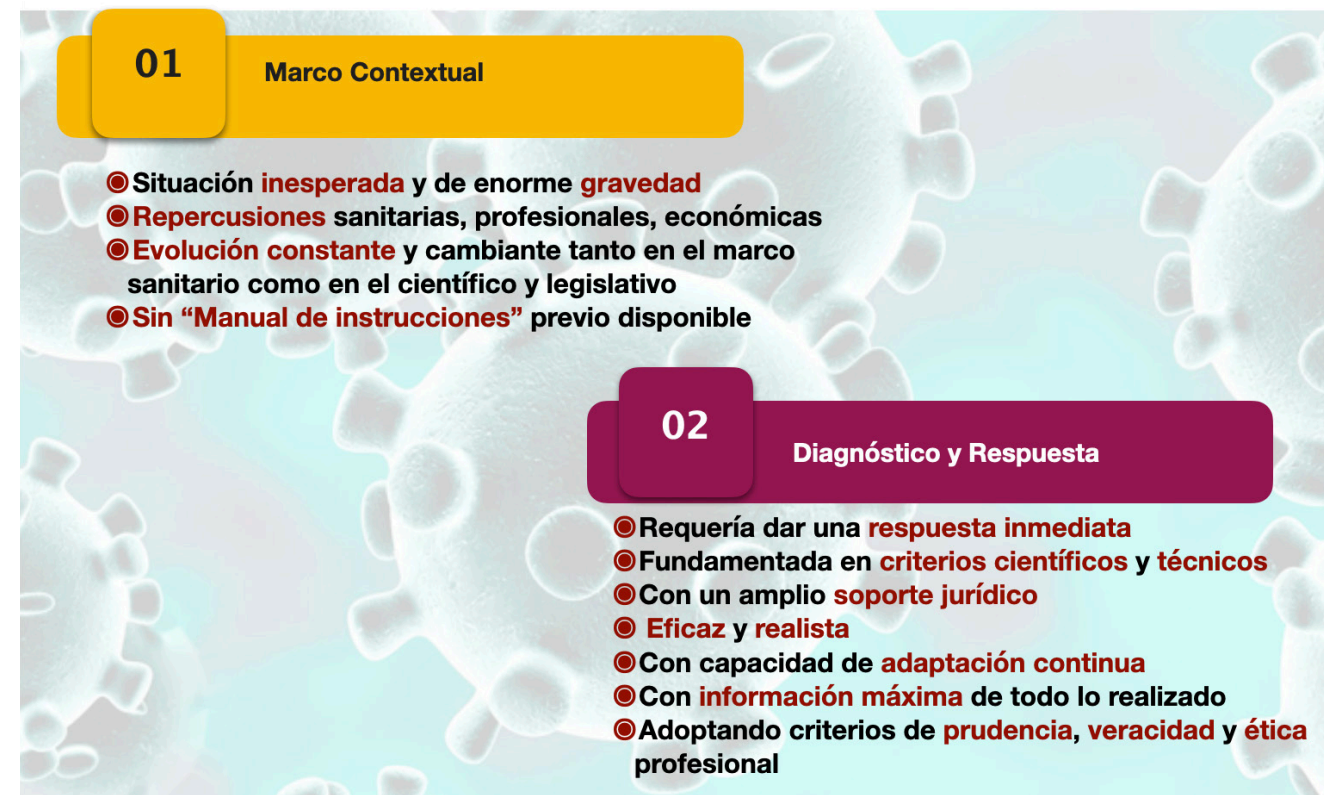 01
Marco Contextual
◉Situación inesperada y de enorme gravedad
◉Repercusiones sanitarias, profesionales, económicas
◉Evolución constante y cambiante tanto en el marco
sanitario como en el científico y legislativo
◉Sin “Manual de instrucciones” previo disponible
02
Diagnóstico y Respuesta
◉Requería dar una respuesta inmediata
◉Fundamentada en criterios científicos y técnicos
◉Con un amplio soporte jurídico
◉ Eficaz y realista
◉Con capacidad de adaptación continua
◉Con información máxima de todo lo realizado
◉Adoptando criterios de prudencia, veracidad y ética
profesional